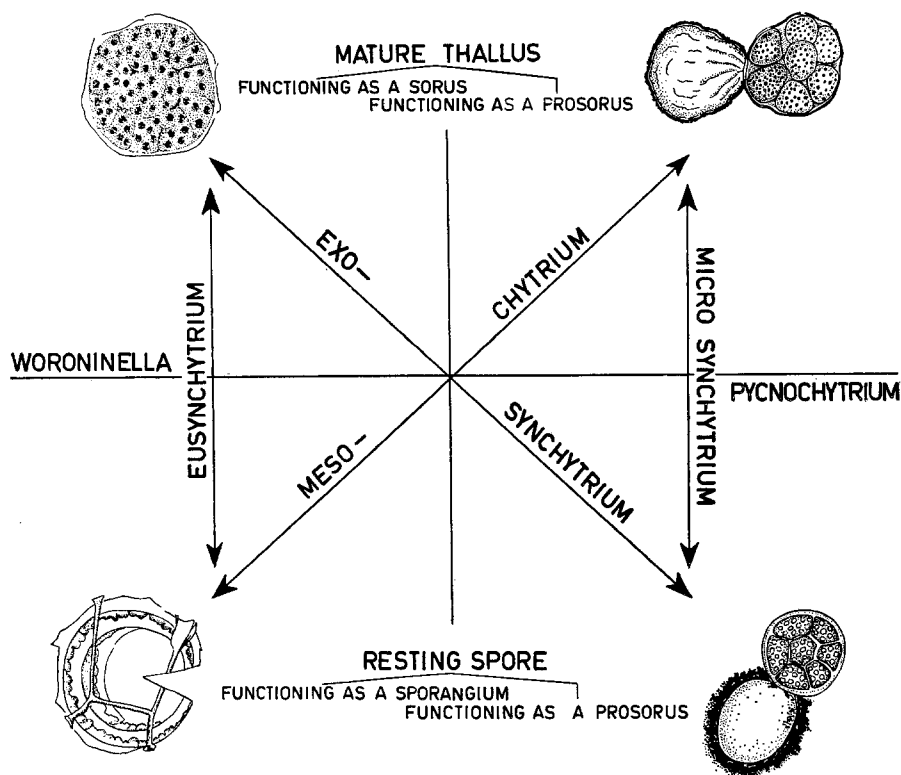 MATURE THALLUS
FUNCTIONING AS A SORUS
FUNCTIONING AS A PROSORUS
EXO—
CHYTRIUM
EUSYNCHYTRIUM
MICRO SYNCHYTRIUM
WORONINELLA
PYCNOCHYTRIUM
MESO—
SYNCHYTRIUM
RESTING SPORE
FUNCTIONING AS A SPORANGIUM
FUNCTIONING AS A PROSORUS